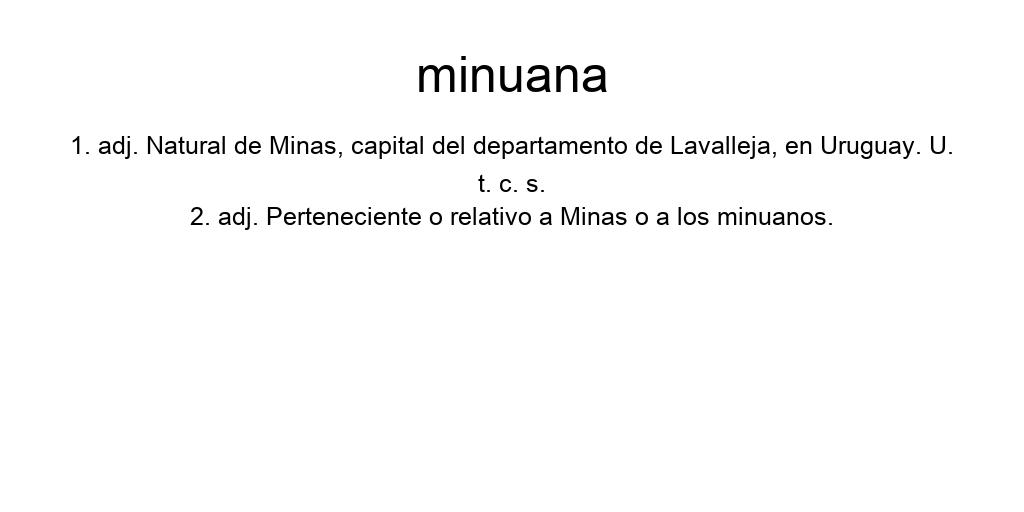 minuana
1. adj. Natural de Minas, capital del departamento de Lavalleja, en Uruguay. U.
t. c. s.
2. adj. Perteneciente o relativo a Minas o a los minuanos.